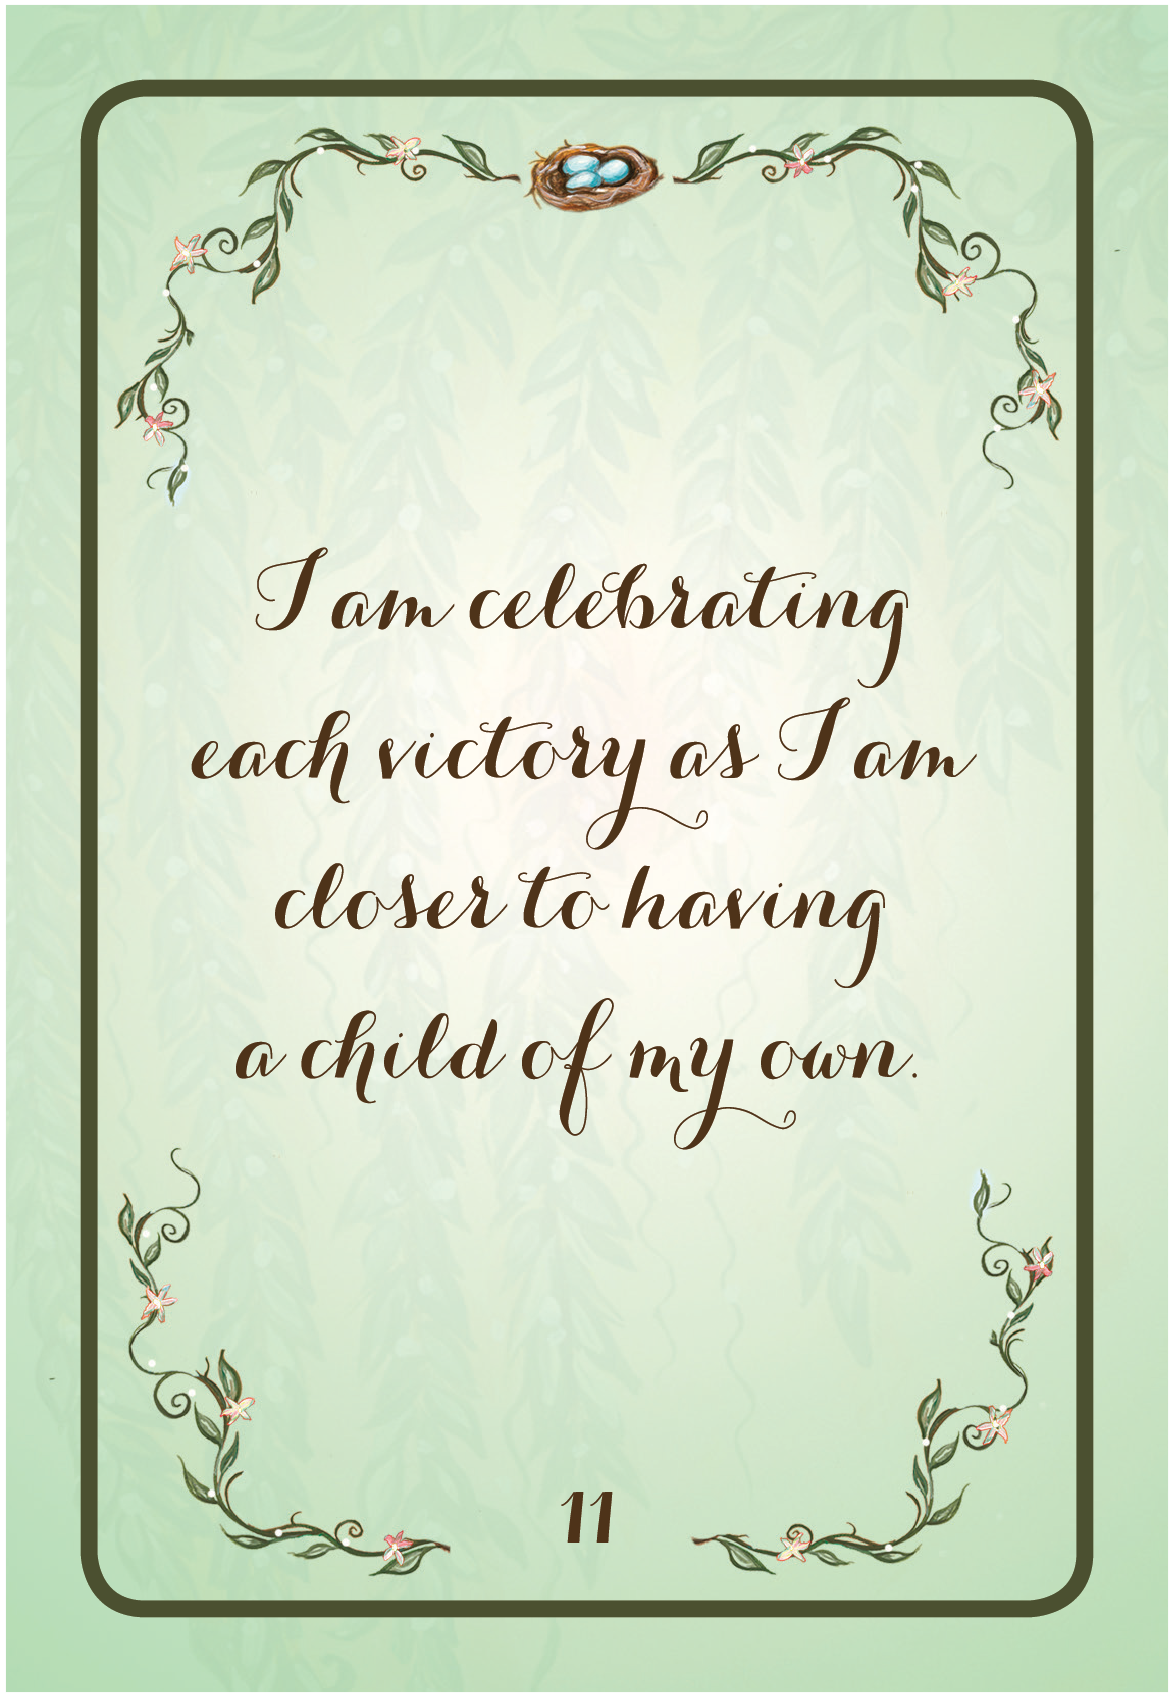 I am celebrating
each victory as I am
closer to having
a child of my own.
11